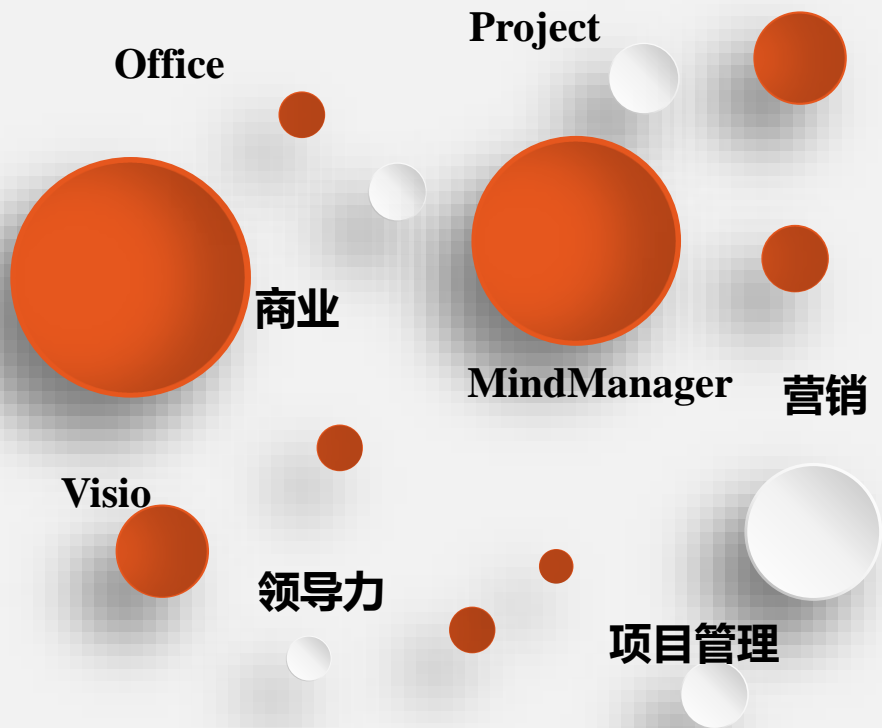 Project
Office
商业
MindManager
营销
Visio
领导力
项目管理